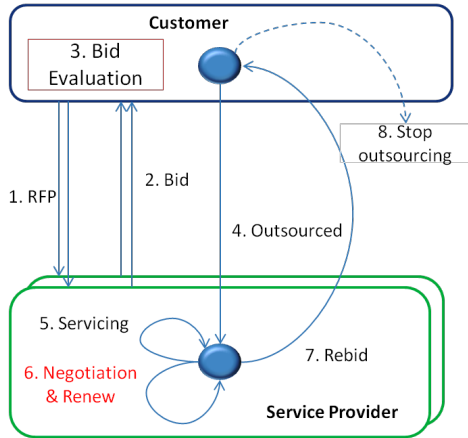 Customer
3. Bid
Evaluation
8. Stop
outsourcing
2. Bid
1. RFP
4. Outsourced
5. Servicing
7. Rebid
6. Negotiation
& Renew
Service Provider